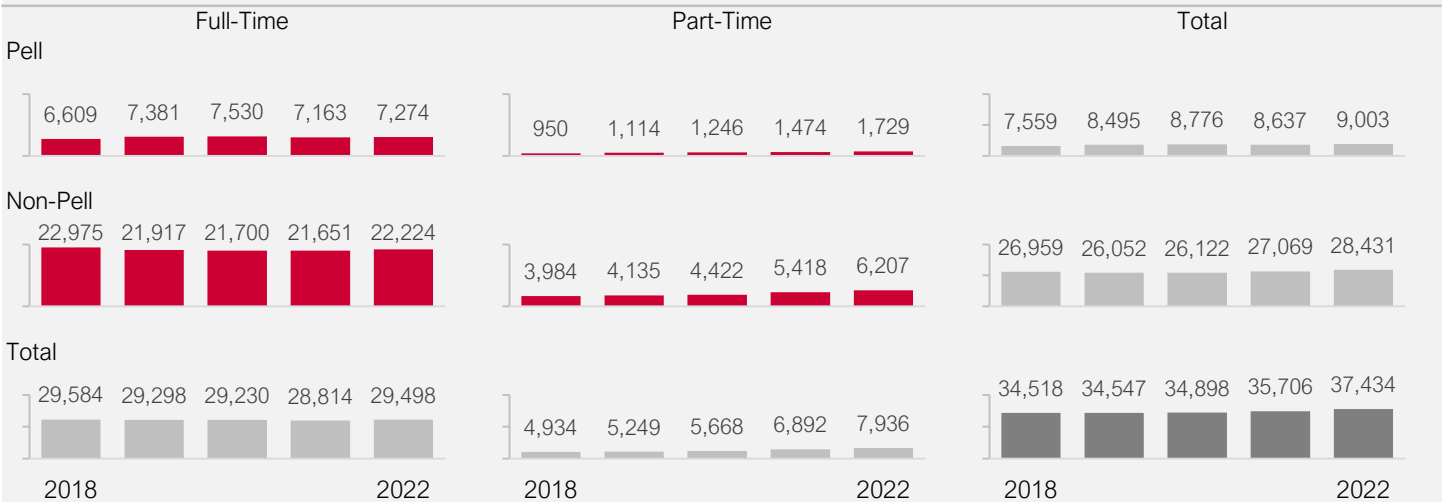 Full-Time Part-Time Total
Pell
6,609 7,381 7,530 7,163 7,274 950 1,114 1,246 1,474 1,729 7,559 8,495 8,776 8,637 9,003
Non-Pell
22,975 21,917 21,700 21,651 22,224 3,984 4,135 4,422 5,418 6,207 26,959 26,052 26,122 27,069 28,431
Total
29,584 29,298 29,230 28,814 29,498 4,934 5,249 5,668 6,892 7,936 34,518 34,547 34,898 35,706 37,434
2018 2022 2018 2022 2018 2022